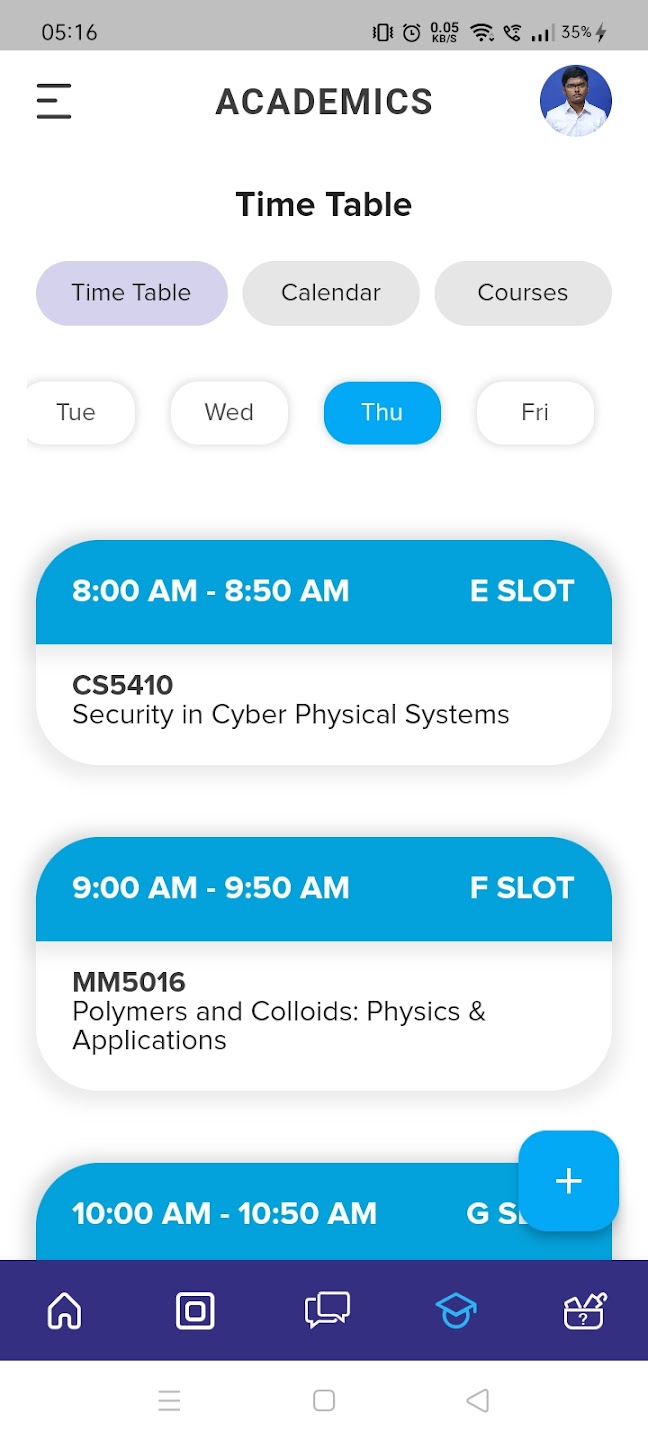 05:16 0.05 KB/S 35%
ACADEMICS
Time Table
Time Table Calendar Courses
Tue Wed Thu Fri
8:00 AM - 8:50 AM E SLOT
CS5410
Security in Cyber Physical Systems
9:00 AM - 9:50 AM F SLOT
MM5016
Polymers and Colloids: Physics &
Applications
10:00 AM - 10:50 AM G
+
?